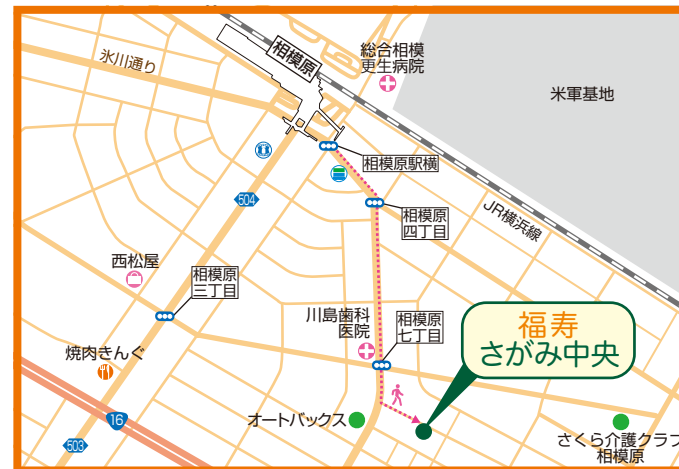 氷川通り
相模原
総合相模
更生病院
米軍基地
相模原駅横
504
相模原
四丁目
JR横浜線
西松屋
相模原
三丁目
川島歯科
医院
相模原
七丁目
福寿
さがみ中央
焼肉きんぐ
16
オートバックス
503
さくら介護クラブ
相模原